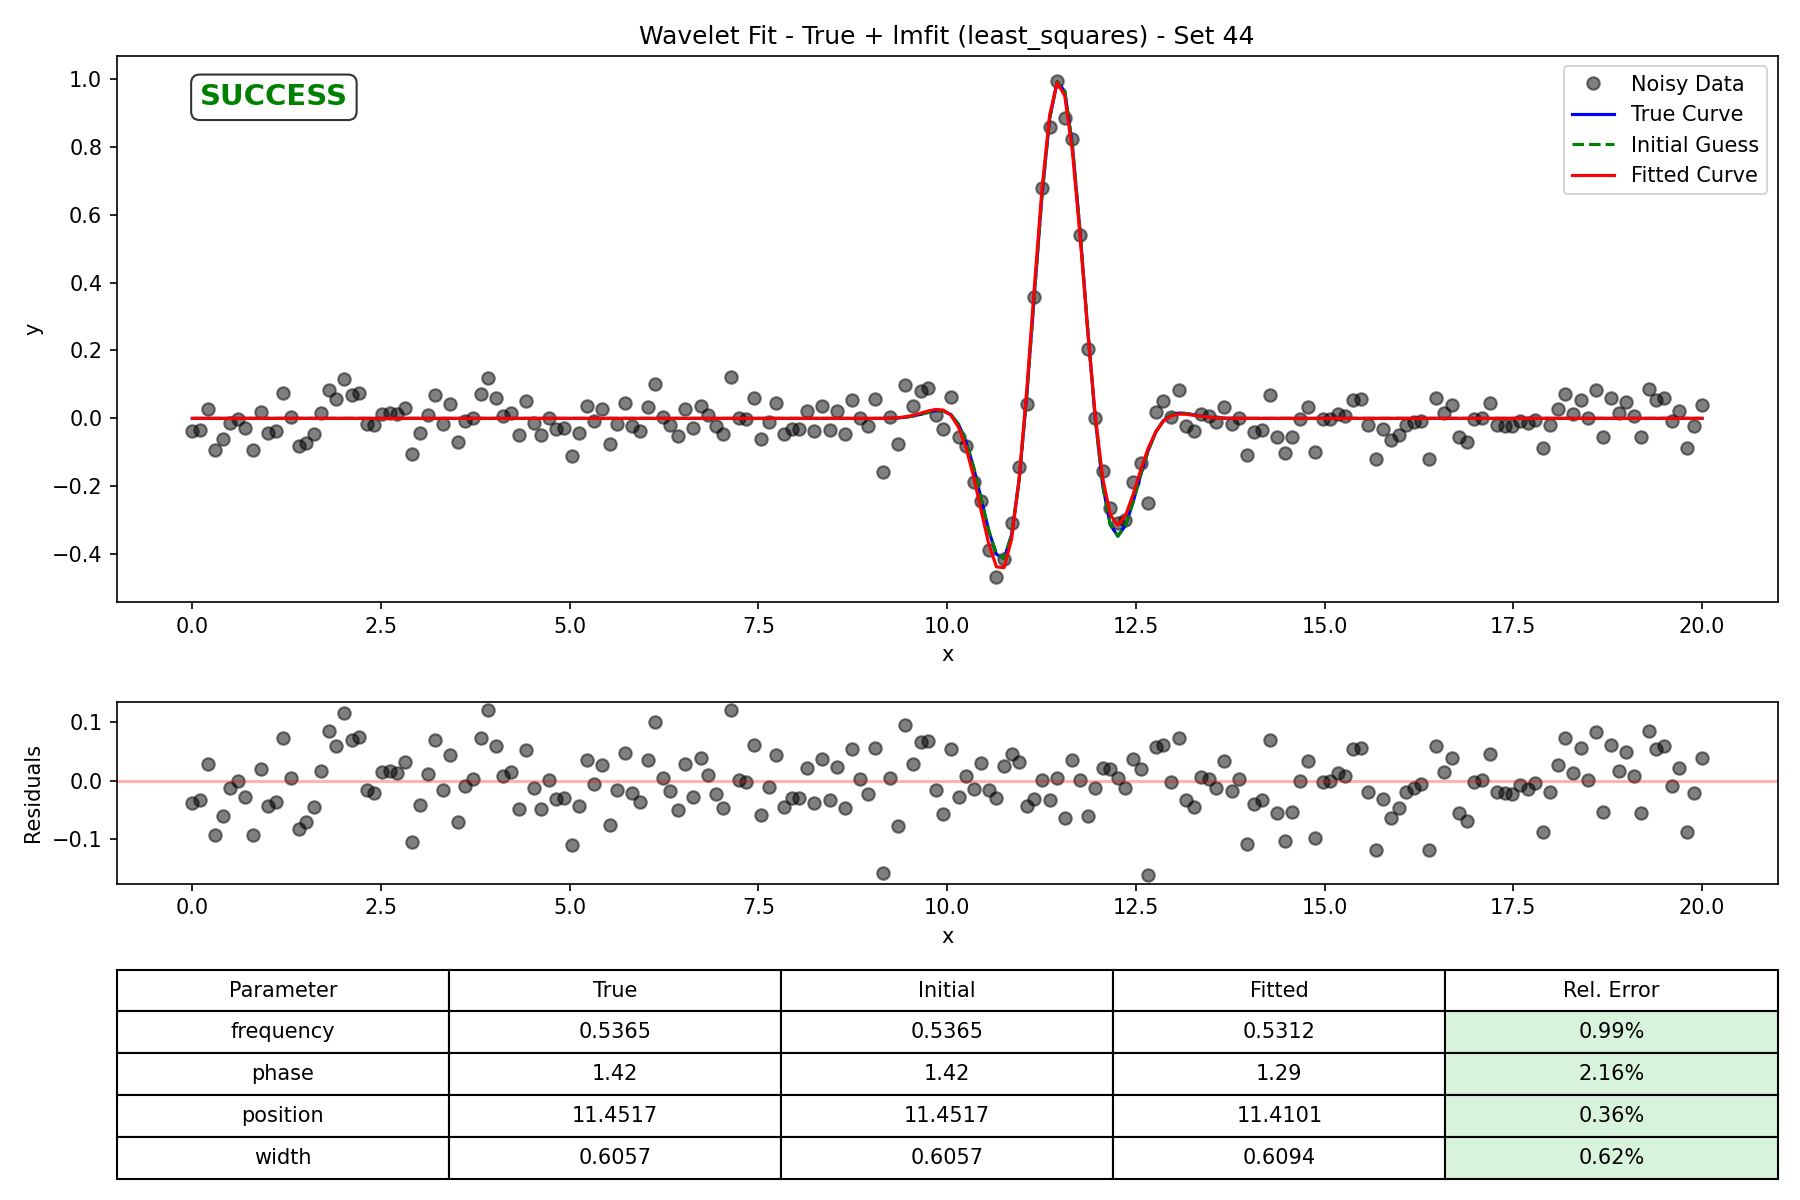 Wavelet Fit - True + lmfit (least_squares) - Set 44
SUCCESS
Noisy Data
True Curve
Initial Guess
Fitted Curve
1.0
0.8
0.6
0.4
0.2
0.0
−0.2
−0.4
y
0.0 2.5 5.0 7.5 10.0 12.5 15.0 17.5 20.0
x
0.1
0.0
−0.1
Residuals
0.0 2.5 5.0 7.5 10.0 12.5 15.0 17.5 20.0
x
Parameter True Initial Fitted Rel. Error
frequency 0.5365 0.5365 0.5312 0.99%
phase 1.42 1.42 1.29 2.16%
position 11.4517 11.4517 11.4101 0.36%
width 0.6057 0.6057 0.6094 0.62%